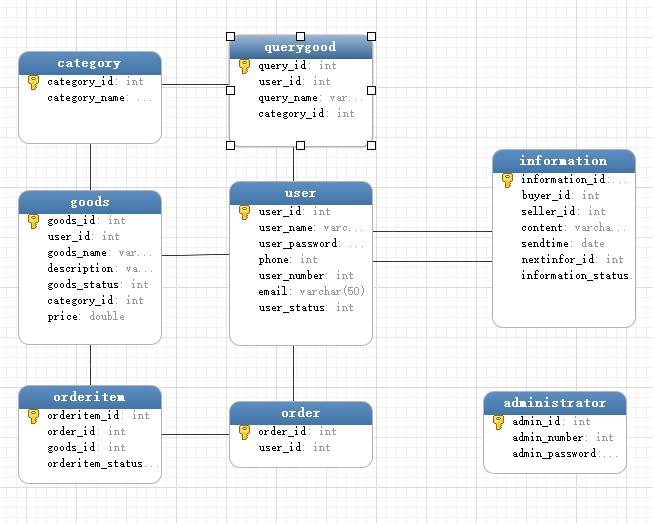 category
category_id: int
category_name: ...
querygood
query_id: int
user_id: int
query_name: var...
category_id: int
information
information_id:...
buyer_id: int
seller_id: int
content: varcha...
sendtime: date
nextinfor_id: int
information_status:
goods
goods_id: int
user_id: int
goods_name: var...
description: va...
goods_status: int
category_id: int
price: double
user
user_id: int
user_name: varc...
user_password: ...
phone: int
user_number: int
email: varchar(50)
user_status: int
orderitem
orderitem_id: int
order_id: int
goods_id: int
orderitem_status...
order
order_id: int
user_id: int
administrator
admin_id: int
admin_number: int
admin_password:...